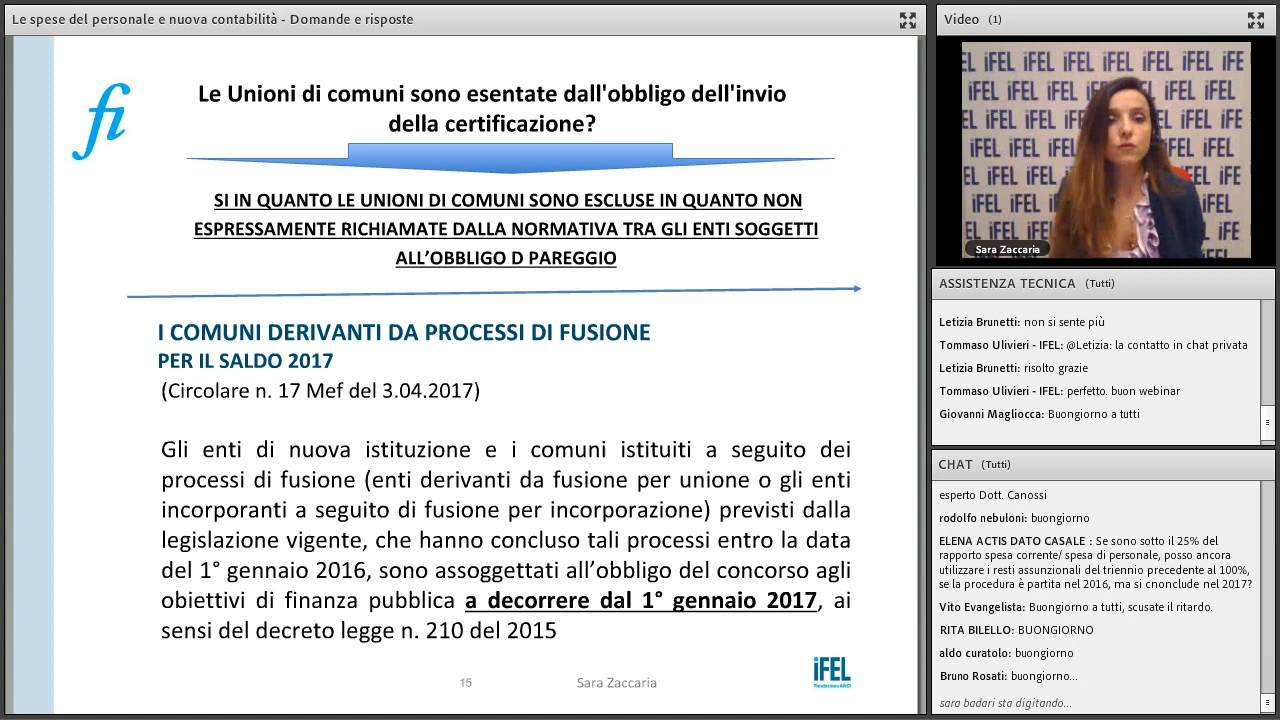 Le spese del personale e nuova contabilità - Domande e risposte
fi
Le Unioni di comuni sono esentate dall'obbligo dell'invio
della certificazione?
SI IN QUANTO LE UNIONI DI COMUNI SONO ESCLUSE IN QUANTO NON
ESPRESSAMENTE RICHIAMATE DALLA NORMATIVA TRA GLI ENTI SOGGETTI
ALL'OBBLIGO D PAREGGIO
I COMUNI DERIVANTI DA PROCESSI DI FUSIONE
PER IL SALDO 2017
(Circolare n. 17 Mef del 3.04.2017)
Gli enti di nuova istituzione e i comuni istituiti a seguito dei
processi di fusione (enti derivanti da fusione per unione o gli enti
incorporanti a seguito di fusione per incorporazione) previsti dalla
legislazione vigente, che hanno concluso tali processi entro la data
del 1° gennaio 2016, sono assoggettati all'obbligo del concorso agli
obiettivi di finanza pubblica a decorrere dal 1° gennaio 2017, ai
sensi del decreto legge n. 210 del 2015
15
Sara Zaccaria
iFEL
Fondazione ANCI
Video (1)
iFEL iFEL iFEL iFEL iFEL
Sara Zaccaria
ASSISTENZA TECNICA (Tutti)
Letizia Brunetti: non si sente più
Tommaso Ulivieri - IFEL: @Letizia: la contatto in chat privata
Letizia Brunetti: risolto grazie
Tommaso Ulivieri - IFEL: perfetto. buon webinar
Giovanni Magliocca: Buongiorno a tutti
CHAT (Tutti)
esperto Dott. Canossi
rodolfo nebuloni: buongiorno
ELENA ACTIS DATO CASALE : Se sono sotto il 25% del
rapporto spesa corrente/ spesa di personale, posso ancora
utilizzare i resti assunzionali del triennio precedente al 100%,
se la procedura è partita nel 2016, ma si cnonclude nel 2017?
Vito Evangelista: Buongiorno a tutti, scusate il ritardo.
RITA BILELLO: BUONGIORNO
aldo curatolo: buongiorno
Bruno Rosati: buongiorno...
sara badari sta digitando...